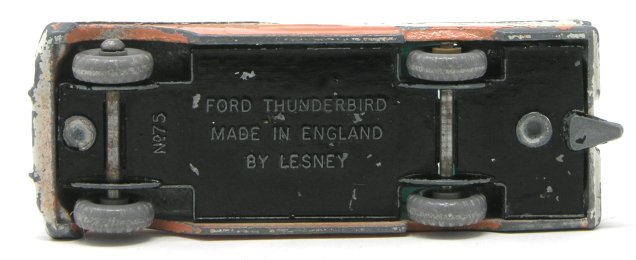 FORD THUNDERBIRD
MADE IN ENGLAND
BY LESNEY
No75